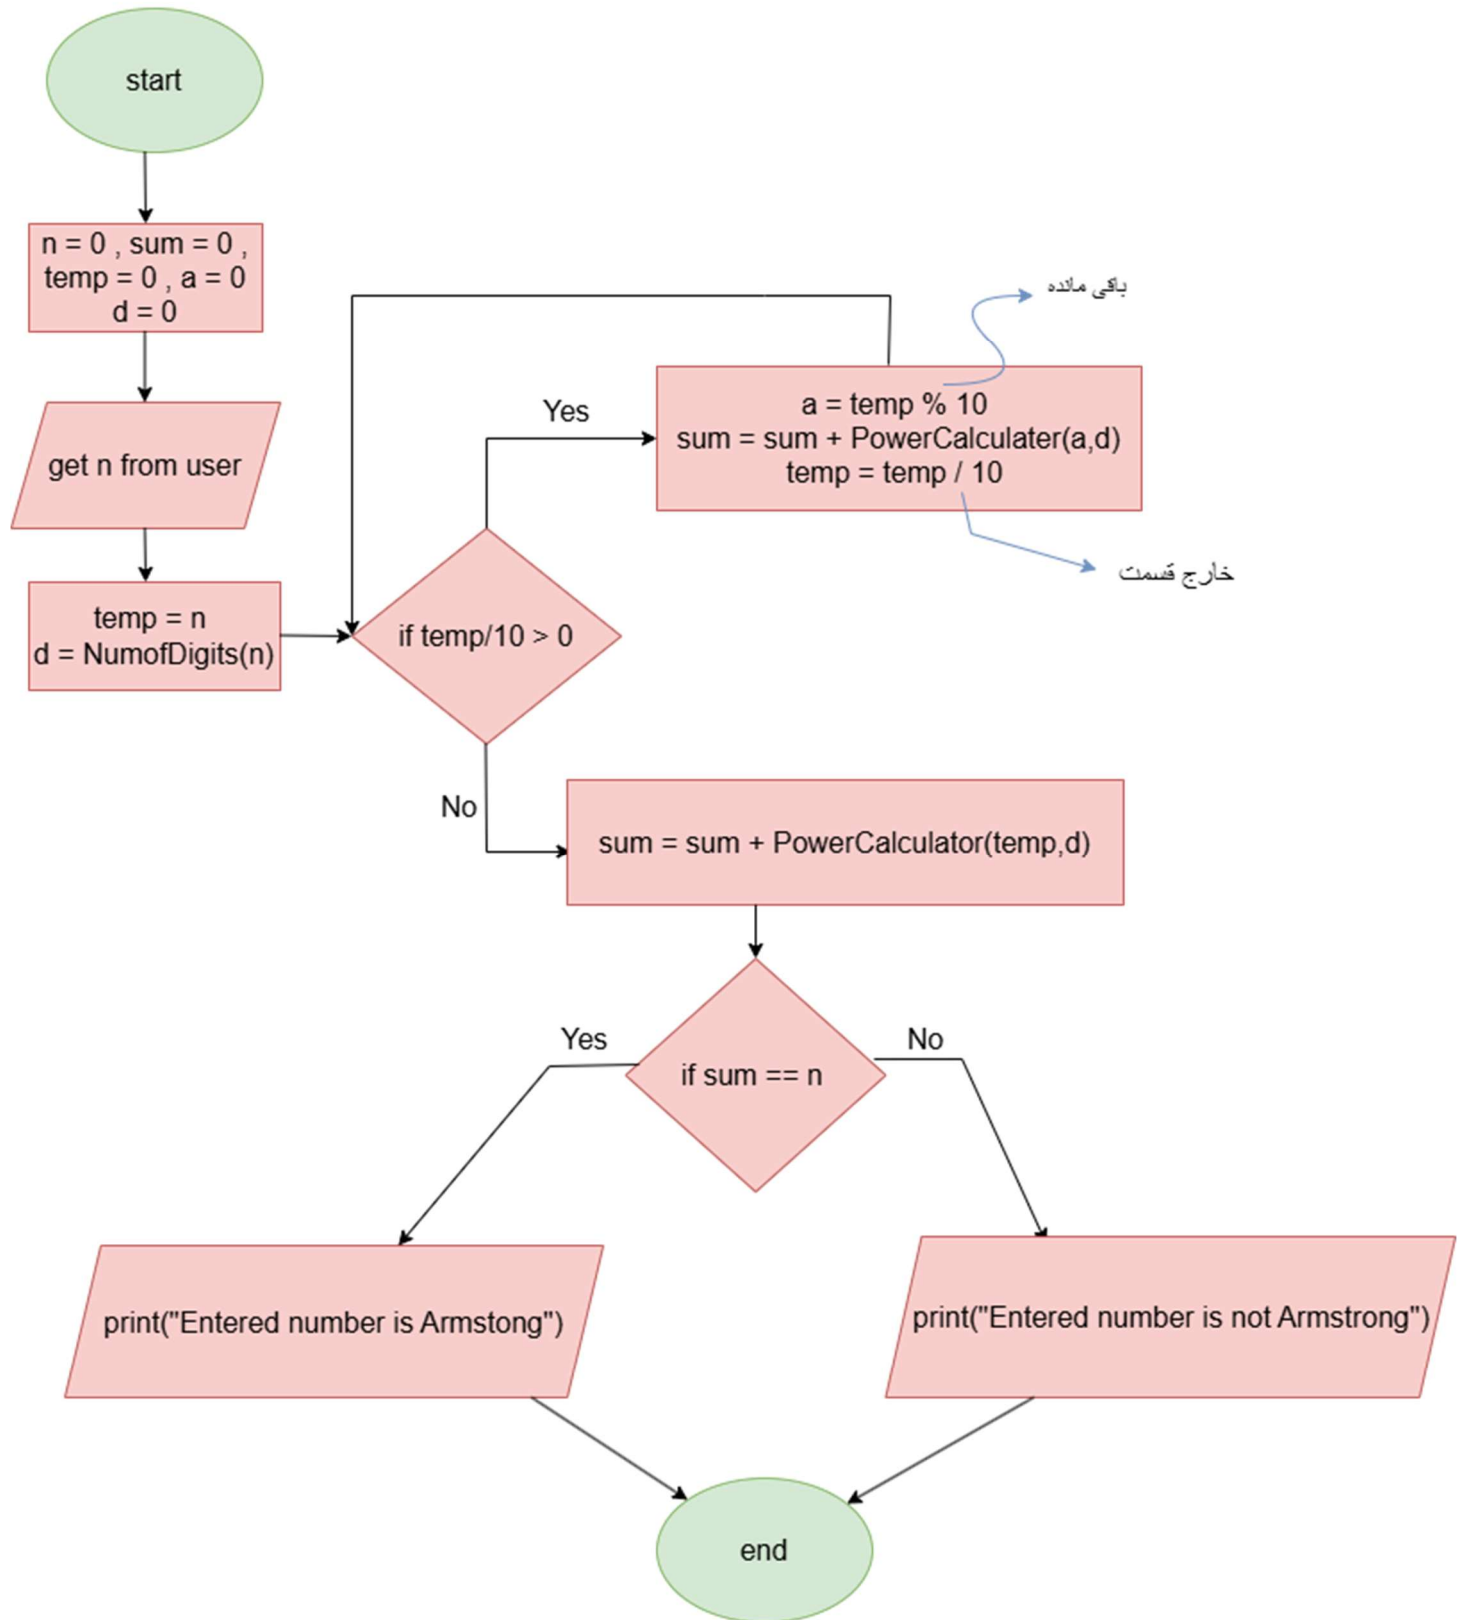 start
n = 0 , sum = 0 ,
temp = 0 , a = 0
d = 0
get n from user
temp = n
d = NumofDigits(n)
if temp/10 > 0
Yes
a = temp % 10
sum = sum + PowerCalculater(a,d)
temp = temp / 10
باقی مانده
خارج قسمت
No
sum = sum + PowerCalculator(temp,d)
if sum == n
Yes
No
print("Entered number is Armstong")
print("Entered number is not Armstrong")
end